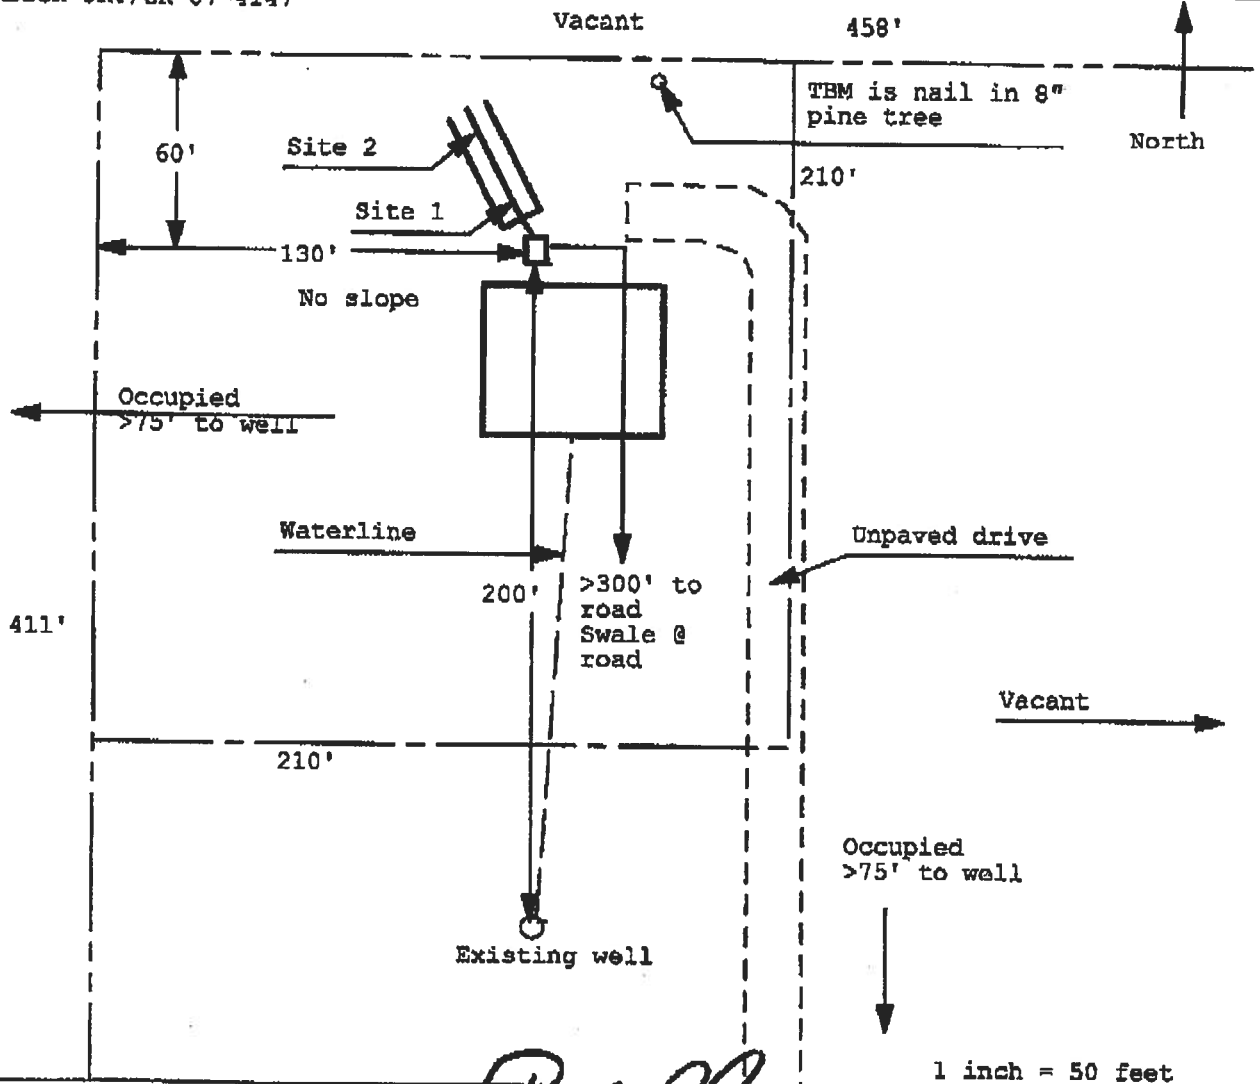 Vacant
458'
TBM is nail in 8"
pine tree
North
60'
Site 2
210'
Site 1
130'
No slope
Occupied
>75' to well
Waterline
Unpaved drive
200'
>300' to
road
Swale @
road
411'
Vacant
210'
Occupied
>75' to well
Existing well
1 inch = 50 feet